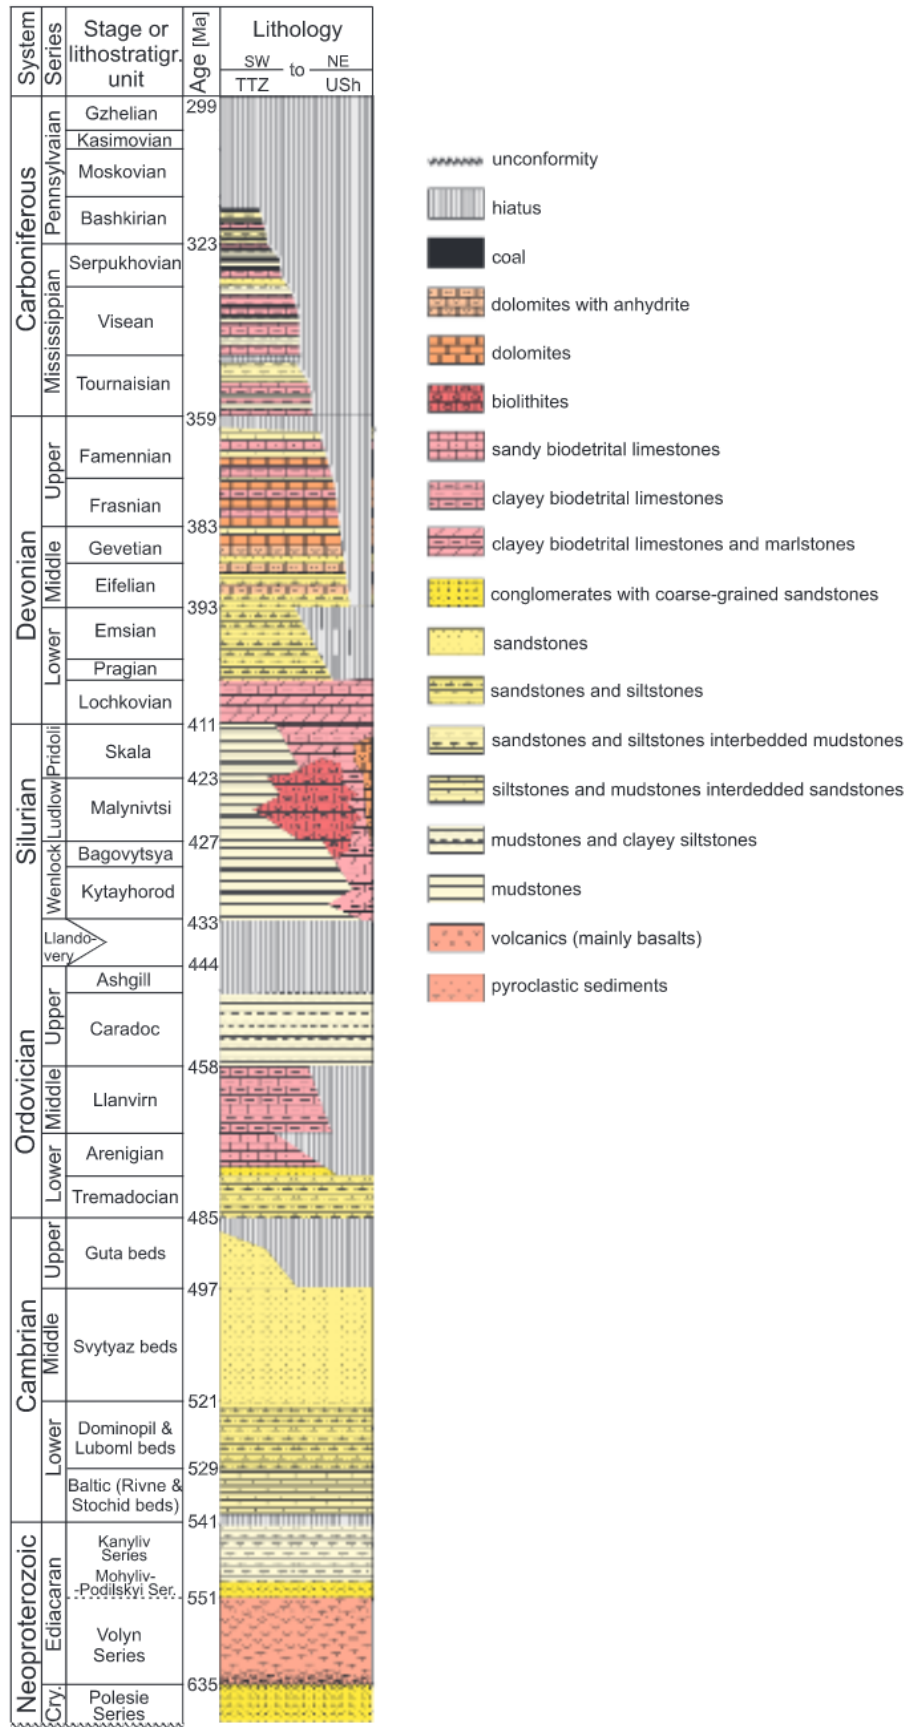 System
Series
Stage or
lithostratigr.
unit
Age [Ma]
Lithology
SW to NE
TTZ USh
Carboniferous
Pennsylvaian
Mississippian
Gzhelian
Kasimovian
Moskovian
Bashkirian
Serpukhovian
Visean
Tournaisian
299
323
359
Devonian
Upper
Middle
Lower
Famennian
Frasnian
Gevetian
Eifelian
Emsian
Pragian
Lochkovian
383
393
411
Silurian
Pridoli
Ludlow
Wenlock
Llando-
very
Skala
Malynivtsi
Bagovytsya
Kytayhorod
423
427
433
444
Ordovician
Upper
Middle
Lower
Ashgill
Caradoc
Llanvirn
Arenigian
Tremadocian
458
485
Cambrian
Upper
Middle
Lower
Guta beds
Svytyaz beds
Dominopil &
Luboml beds
Baltic (Rivne &
Stochid beds)
497
521
529
541
Neoproterozoic
Ediacaran
Cry.
Kanyliv
Series
Mohyliv-
-Podilskyi Ser.
Volyn
Series
Polesie
Series
551
635
unconformity
hiatus
coal
dolomites with anhydrite
dolomites
biolithites
sandy biodetrital limestones
clayey biodetrital limestones
clayey biodetrital limestones and marlstones
conglomerates with coarse-grained sandstones
sandstones
sandstones and siltstones
sandstones and siltstones interbedded mudstones
siltstones and mudstones interdedded sandstones
mudstones and clayey siltstones
mudstones
volcanics (mainly basalts)
pyroclastic sediments